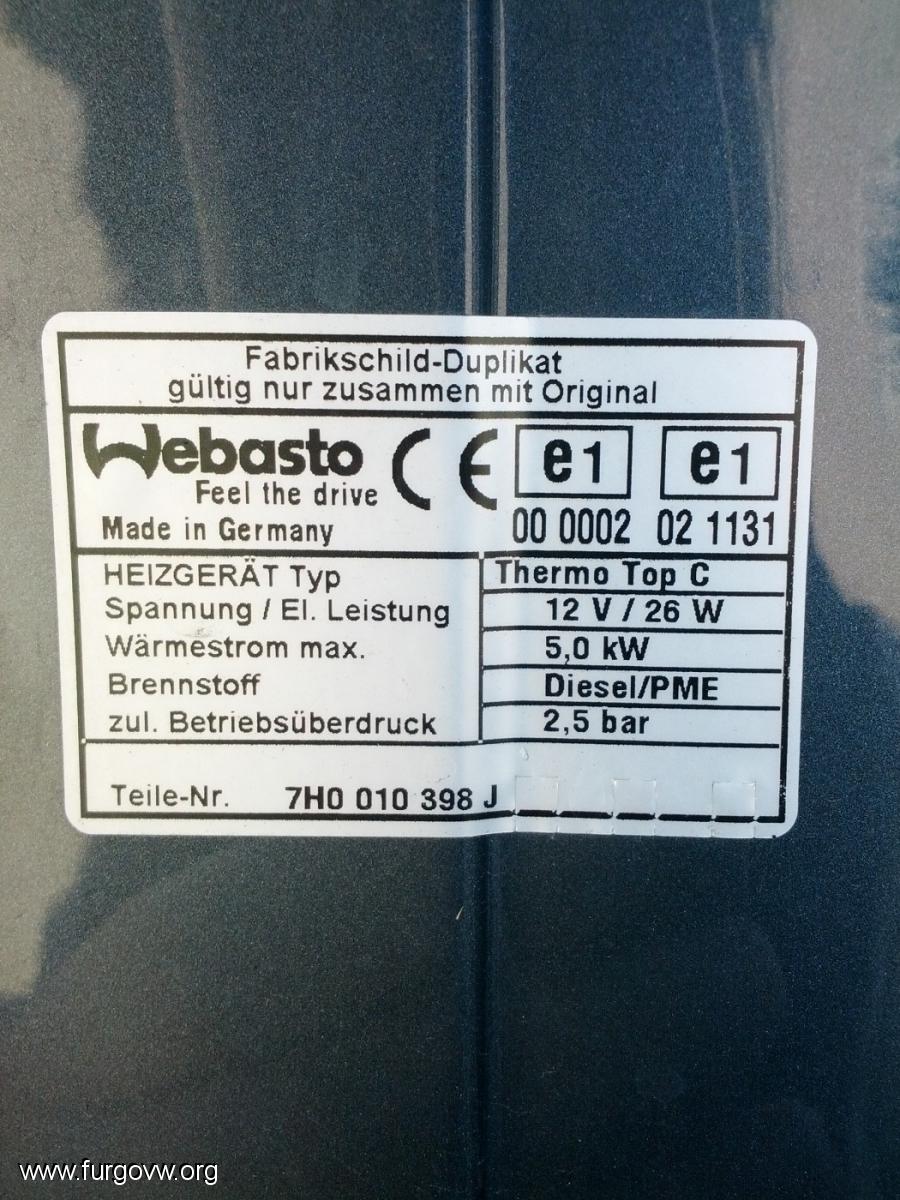 Fabrikschild-Duplikat
gültig nur zusammen mit Original
Webasto
Feel the drive
Made in Germany
CE
e1
00 0002
e1
02 1131
HEIZGERÄT Typ Thermo Top C
Spannung / El. Leistung 12 V / 26 W
Wärmestrom max. 5,0 kW
Brennstoff Diesel/PME
zul. Betriebsüberdruck 2,5 bar
Teile-Nr. 7H0 010 398 J
www.furgovw.org